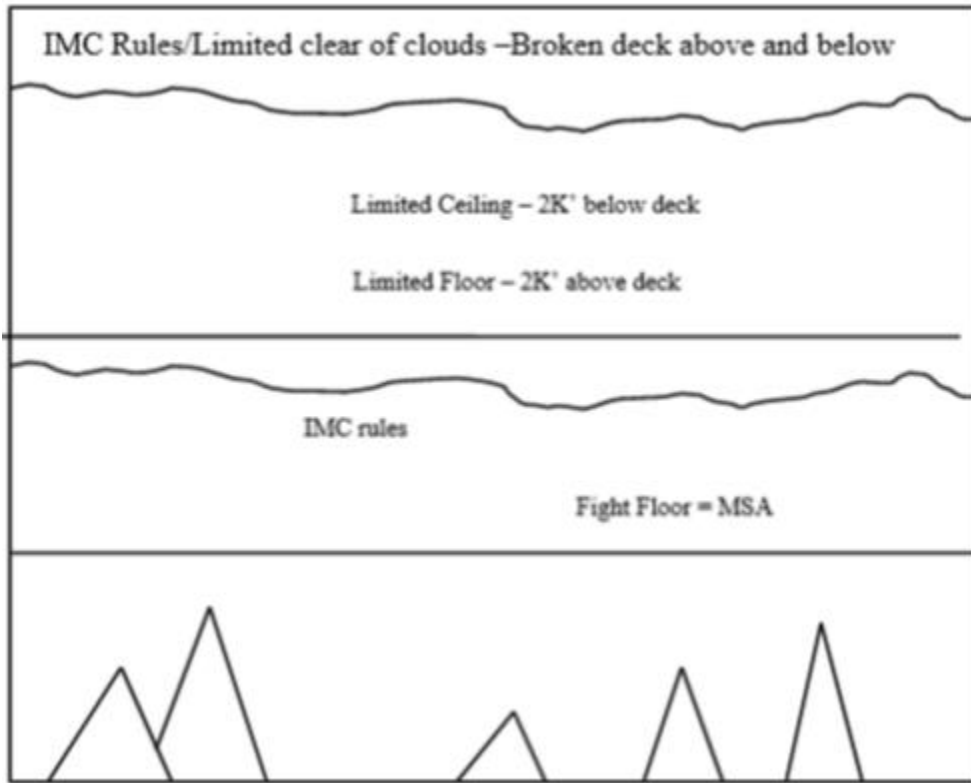 IMC Rules/Limited clear of clouds –Broken deck above and below
Limited Ceiling – 2K' below deck
Limited Floor – 2K' above deck
IMC rules
Fight Floor = MSA